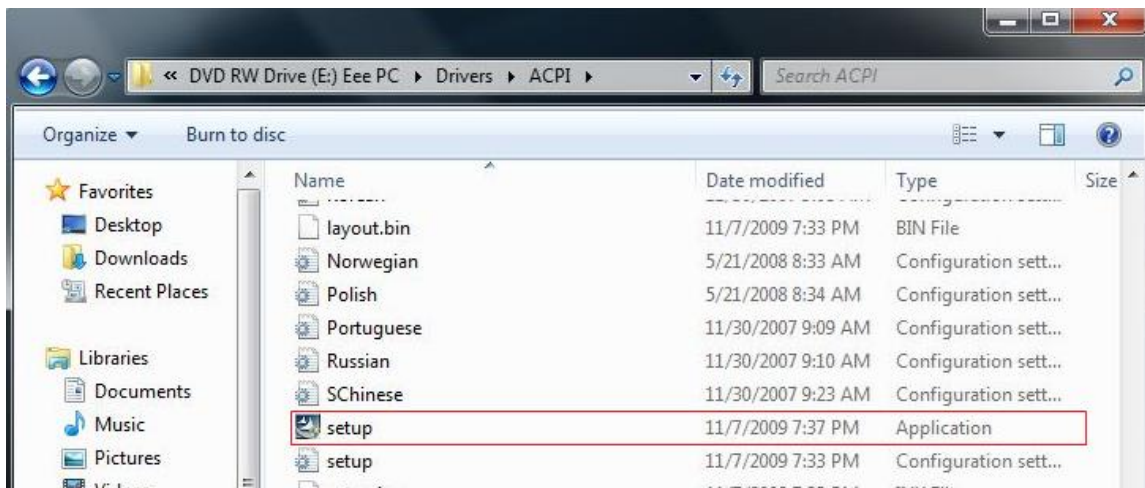 « DVD RW Drive (E:) Eee PC ▸ Drivers ▸ ACPI ▸ Search ACPI
Organize Burn to disc
Favorites
Desktop
Downloads
Recent Places
Libraries
Documents
Music
Pictures
Name Date modified Type Size
layout.bin 11/7/2009 7:33 PM BIN File
Norwegian 5/21/2008 8:33 AM Configuration sett...
Polish 5/21/2008 8:34 AM Configuration sett...
Portuguese 11/30/2007 9:09 AM Configuration sett...
Russian 11/30/2007 9:10 AM Configuration sett...
SChinese 11/30/2007 9:23 AM Configuration sett...
setup 11/7/2009 7:37 PM Application
setup 11/7/2009 7:33 PM Configuration sett...